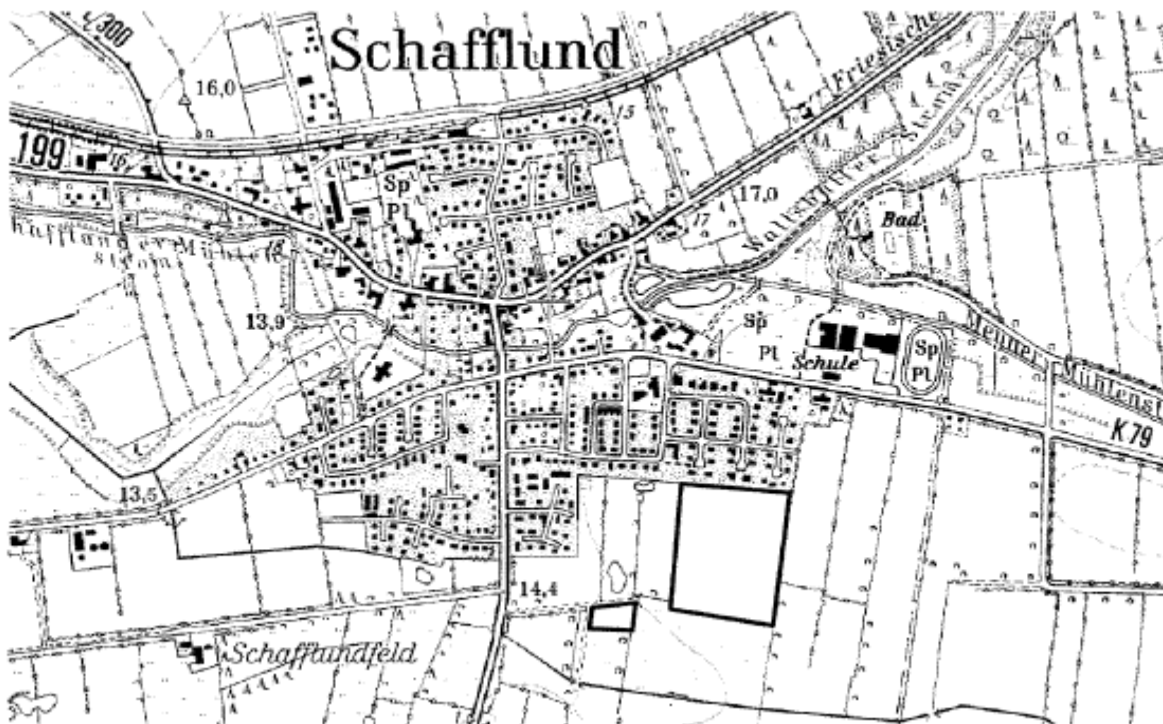 L 300
Schafflund
16,0
Friesische
199
16
15
Sp
Pl
17,0
17
Bad
18
13,9
Sp
Pl
Schule
Sp
Pl
K 79
13,5
14,4
Schafflundfeld